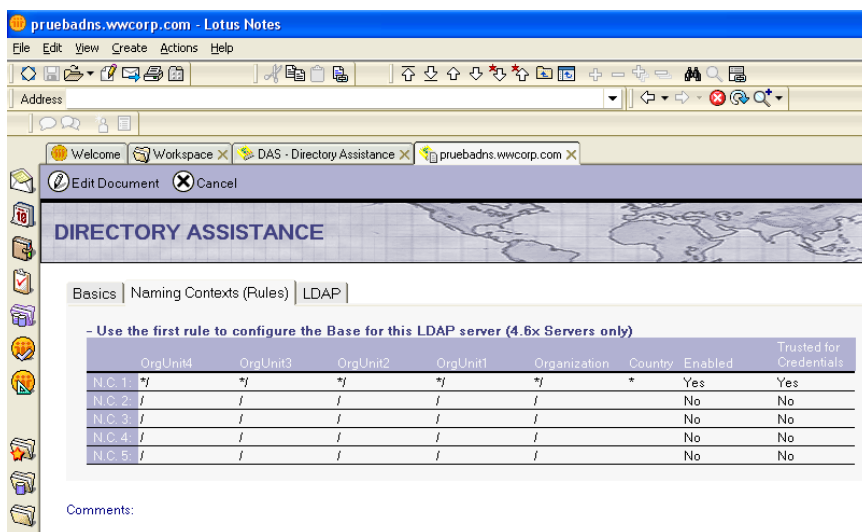 pruebadns.wwcorp.com - Lotus Notes
File Edit View Create Actions Help
Address
Welcome Workspace DAS - Directory Assistance pruebadns.wwcorp.com
Edit Document Cancel
DIRECTORY ASSISTANCE
Basics Naming Contexts (Rules) LDAP
- Use the first rule to configure the Base for this LDAP server (4.6x Servers only)
OrgUnit4 OrgUnit3 OrgUnit2 OrgUnit1 Organization Country Enabled Trusted for Credentials
N.C. 1: */ */ */ */ */ * Yes Yes
N.C. 2: / / / / / No No
N.C. 3: / / / / / No No
N.C. 4: / / / / / No No
N.C. 5: / / / / / No No
Comments: